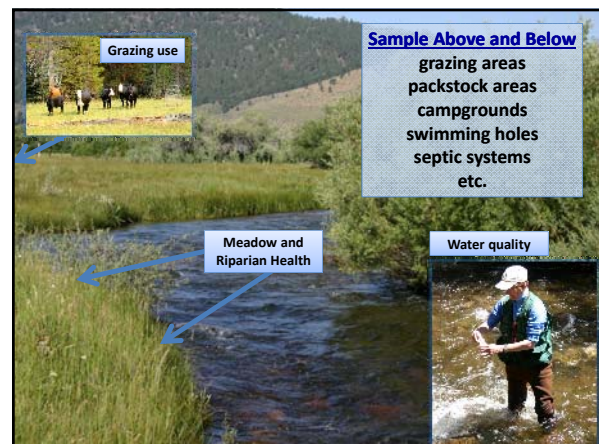 Grazing use
Sample Above and Below
grazing areas
packstock areas
campgrounds
swimming holes
septic systems
etc.
Meadow and
Riparian Health
Water quality